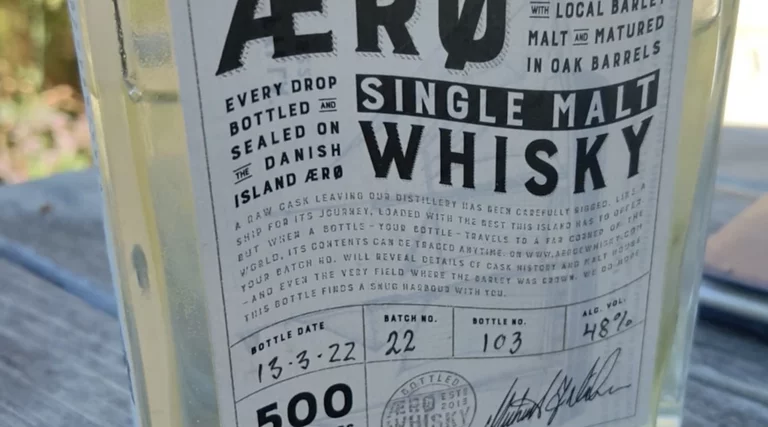 ÆRØ
WITH LOCAL BARLEY
MALT AND MATURED
IN OAK BARRELS
EVERY DROP
BOTTLED AND
SEALED ON
THE DANISH
ISLAND ÆRØ
SINGLE MALT
WHISKY
A RAW CASK LEAVING OUR DISTILLERY HAS BEEN CAREFULLY RIGGED. LIKE A
SHIP FOR ITS JOURNEY, LOADED WITH THE BEST THIS ISLAND HAS TO OFFER
BUT WHEN A BOTTLE - YOUR BOTTLE - TRAVELS TO A FAR CORNER OF THE
WORLD, ITS CONTENTS CAN BE TRACED ANYTIME. ON WWW.AEROEWHISKY.COM
YOUR BATCH NO. WILL REVEAL DETAILS OF CASK HISTORY AND MALT HOUSE
- AND EVEN THE VERY FIELD WHERE THE BARLEY WAS GROWN. WE DO HOPE
THIS BOTTLE FINDS A SNUG HARBOUR WITH YOU.
BOTTLE DATE
13-3-22
BATCH NO.
22
BOTTLE NO.
103
ALC. VOL.
48%
500
BOTTLED
ÆRØ
WHISKY